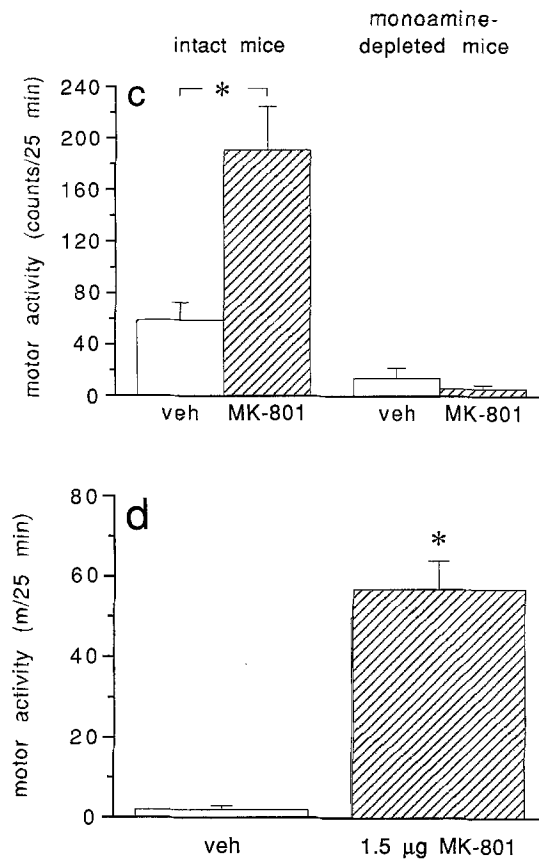 monoamine-
intact mice depleted mice
c
*
motor activity (counts/25 min)
240
200
160
120
80
40
0
veh MK-801 veh MK-801
d
*
motor activity (m/25 min)
80
60
40
20
0
veh 1.5 µg MK-801